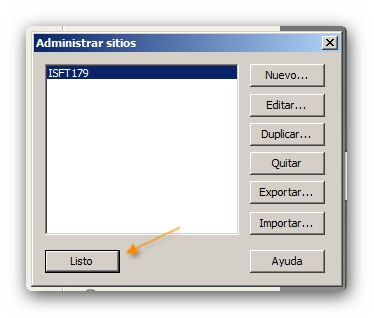 Administrar sitios
ISFT179
Nuevo...
Editar...
Duplicar...
Quitar
Exportar...
Importar...
Listo
Ayuda